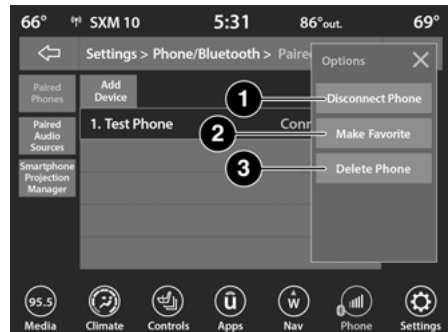 66° SXM 10 5:31 86°out. 69°
Settings > Phone/Bluetooth > Paire
Options
Paired
Phones
Add
Device
1 Disconnect Phone
Paired
Audio
Sources
1. Test Phone Conn
2 Make Favorite
Smartphone
Projection
Manager
3 Delete Phone
95.5 û ŵ
Media Climate Controls Apps Nav Phone Settings